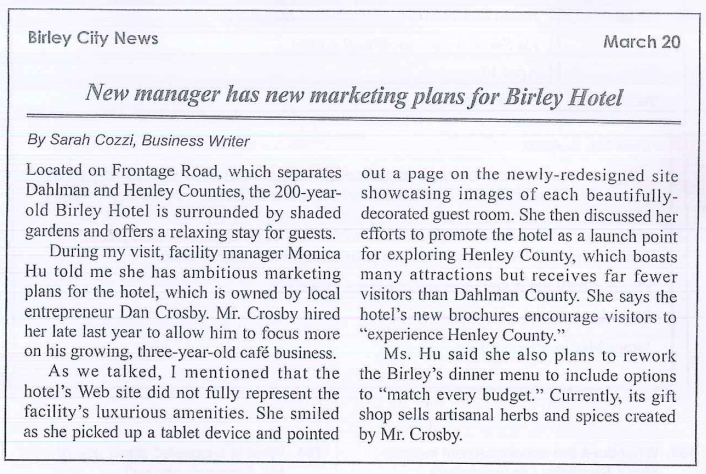 Birley City News
March 20
New manager has new marketing plans for Birley Hotel
By Sarah Cozzi, Business Writer
Located on Frontage Road, which separates
Dahlman and Henley Counties, the 200-year-
old Birley Hotel is surrounded by shaded
gardens and offers a relaxing stay for guests.
During my visit, facility manager Monica
Hu told me she has ambitious marketing
plans for the hotel, which is owned by local
entrepreneur Dan Crosby. Mr. Crosby hired
her late last year to allow him to focus more
on his growing, three-year-old café business.
As we talked, I mentioned that the
hotel's Web site did not fully represent the
facility's luxurious amenities. She smiled
as she picked up a tablet device and pointed
out a page on the newly-redesigned site
showcasing images of each beautifully-
decorated guest room. She then discussed her
efforts to promote the hotel as a launch point
for exploring Henley County, which boasts
many attractions but receives far fewer
visitors than Dahlman County. She says the
hotel's new brochures encourage visitors to
"experience Henley County."
Ms. Hu said she also plans to rework
the Birley's dinner menu to include options
to "match every budget." Currently, its gift
shop sells artisanal herbs and spices created
by Mr. Crosby.